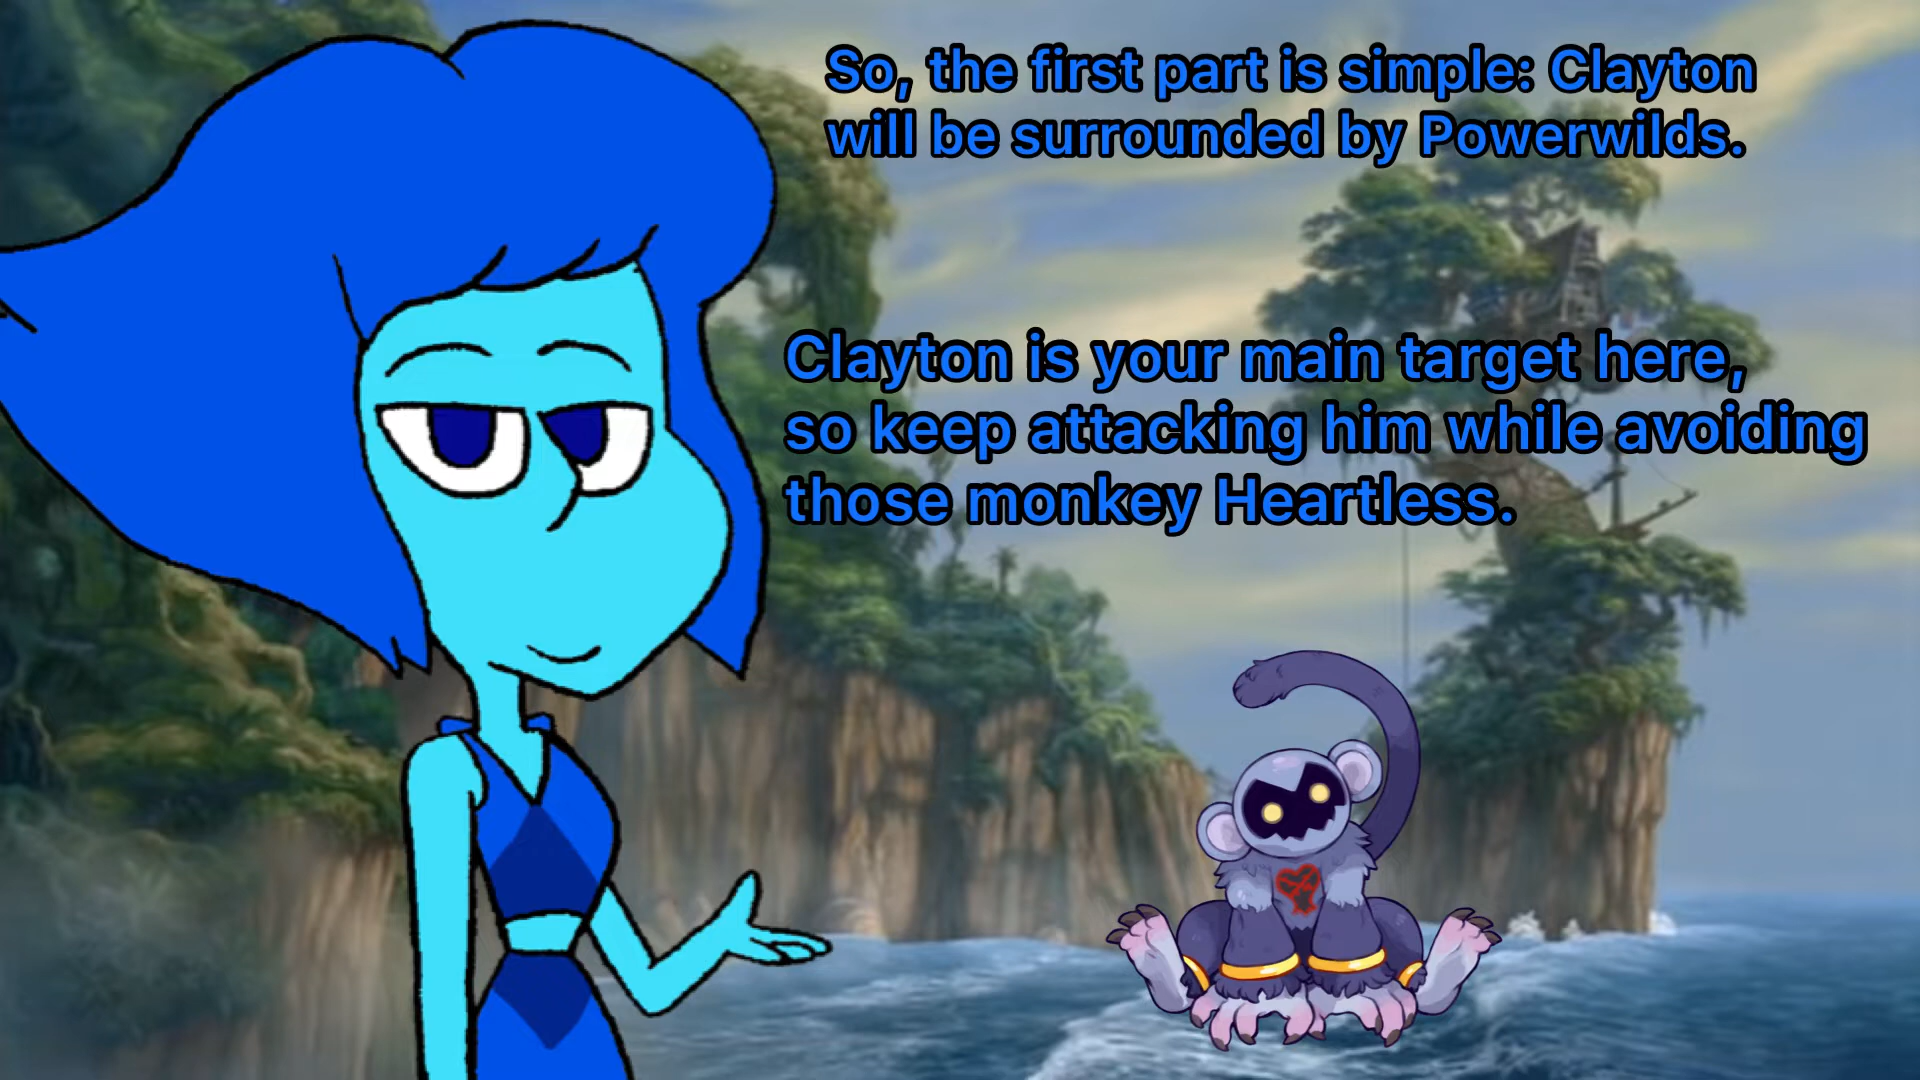 So, the first part is simple: Clayton
will be surrounded by Powerwilds.
Clayton is your main target here,
so keep attacking him while avoiding
those monkey Heartless.